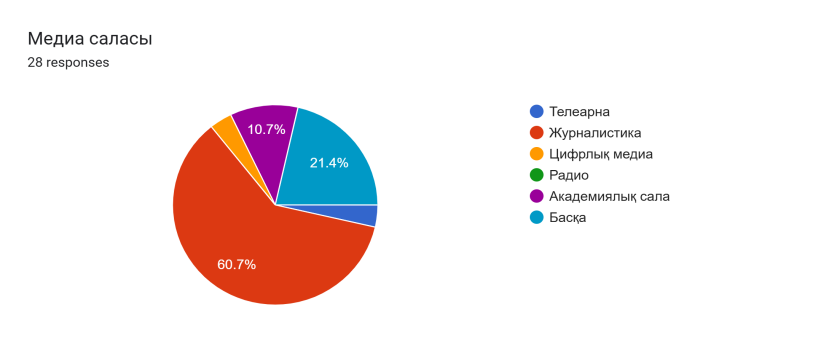 Медиа саласы
28 responses
10.7%
21.4%
60.7%
Телеарна
Журналистика
Цифрлық медиа
Радио
Академиялық сала
Басқа